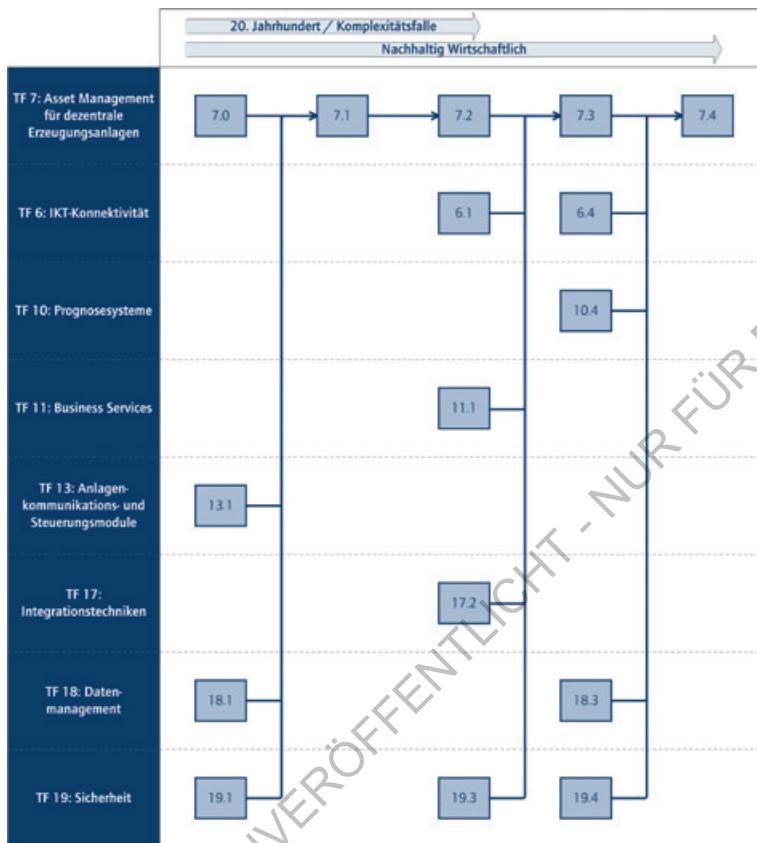 20. Jahrhundert / Komplexitätsfalle
Nachhaltig Wirtschaftlich
TF 7: Asset Management
für dezentrale
Erzeugungsanlagen
7.0
7.1
7.2
7.3
7.4
TF 6: IKT-Konnektivität
6.1
6.4
TF 10: Prognosesysteme
10.4
TF 11: Business Services
11.1
TF 13: Anlagen-
kommunikations- und
Steuerungsmodule
13.1
TF 17:
Integrationstechniken
17.2
TF 18: Daten-
management
18.1
18.3
TF 19: Sicherheit
19.1
19.3
19.4
VERÖFFENTLICHT - NUR FÜR